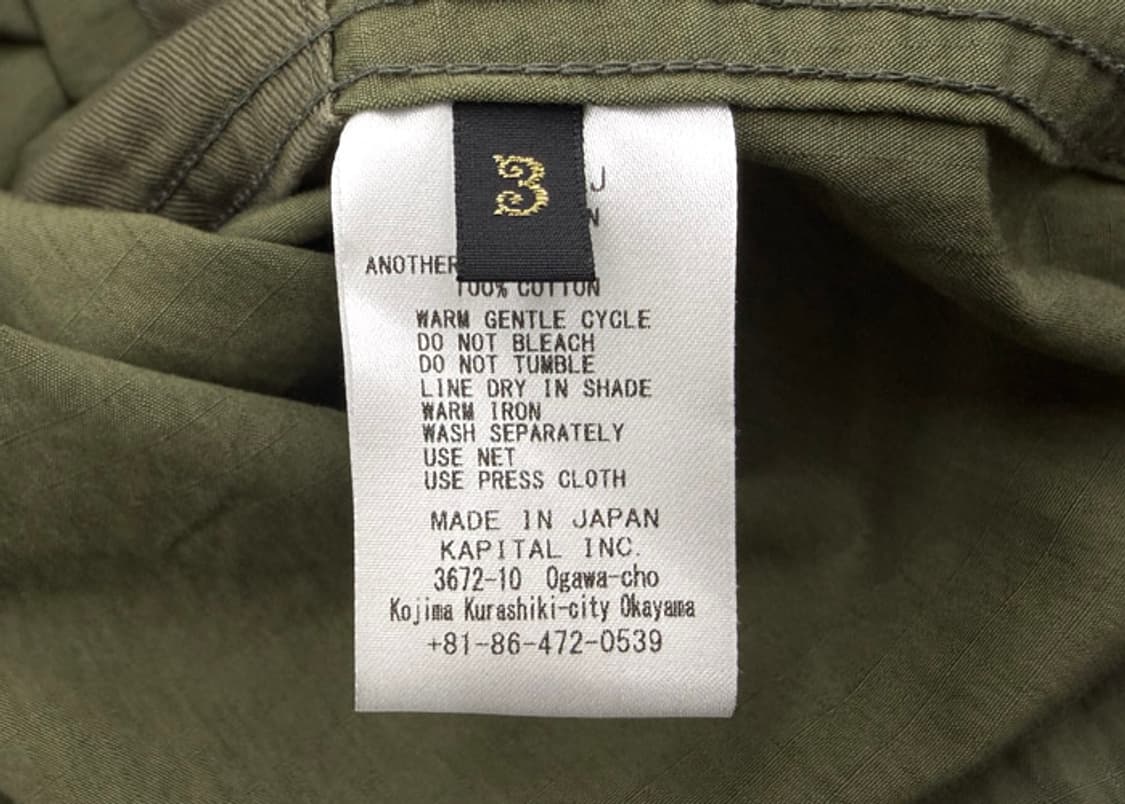 3
J
N
ANOTHER
100% COTTON
WARM GENTLE CYCLE
DO NOT BLEACH
DO NOT TUMBLE
LINE DRY IN SHADE
WARM IRON
WASH SEPARATELY
USE NET
USE PRESS CLOTH
MADE IN JAPAN
KAPITAL INC.
3672-10 Ogawa-cho
Kojima Kurashiki-city Okayama
+81-86-472-0539